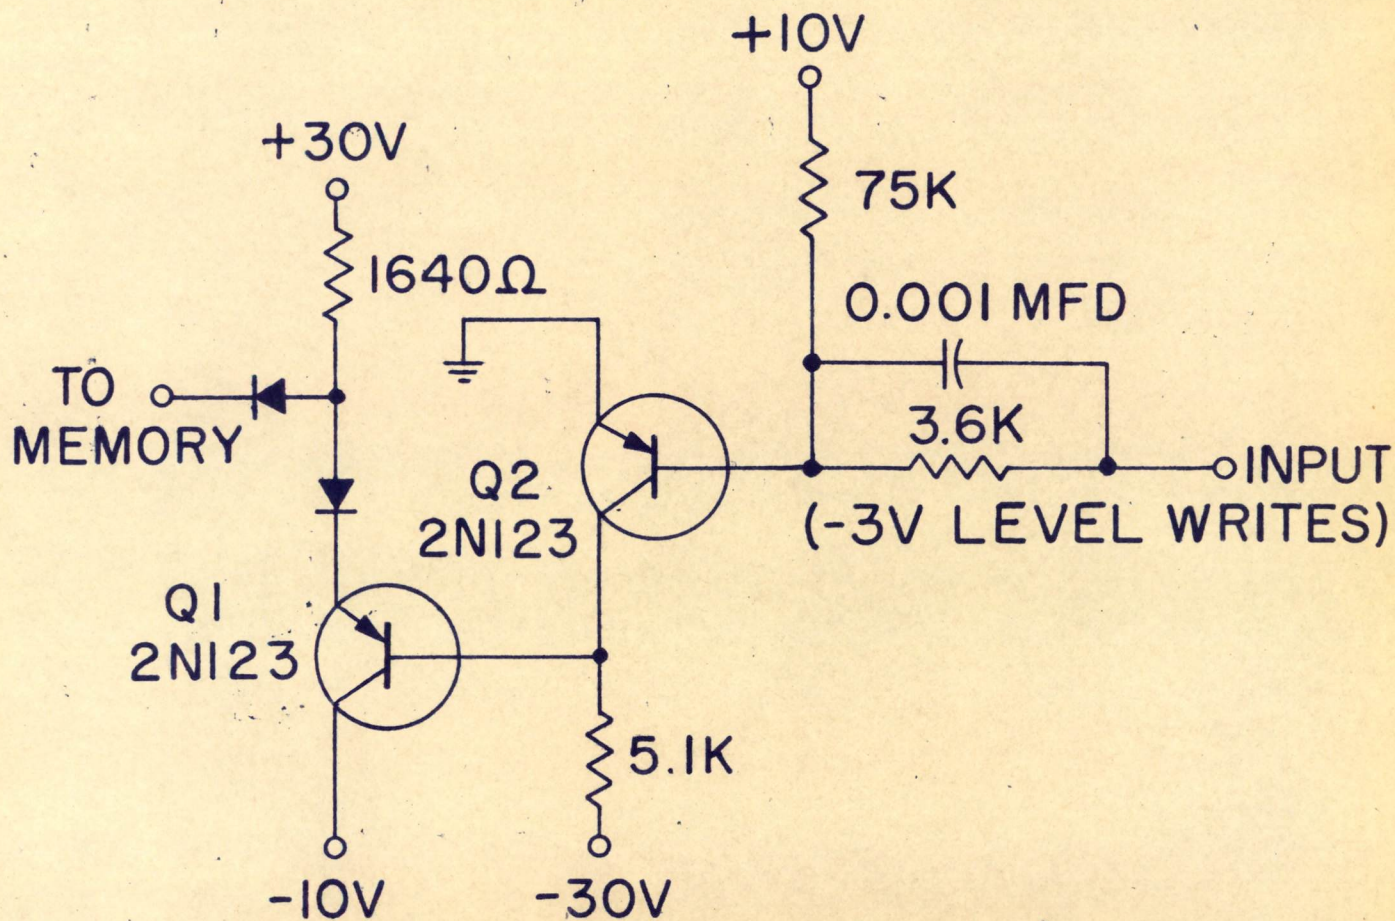 +10V
+30V
75K
1640Ω
0.001 MFD
TO
MEMORY
3.6K
INPUT
Q2
2N123
(-3V LEVEL WRITES)
Q1
2N123
5.1K
-10V
-30V